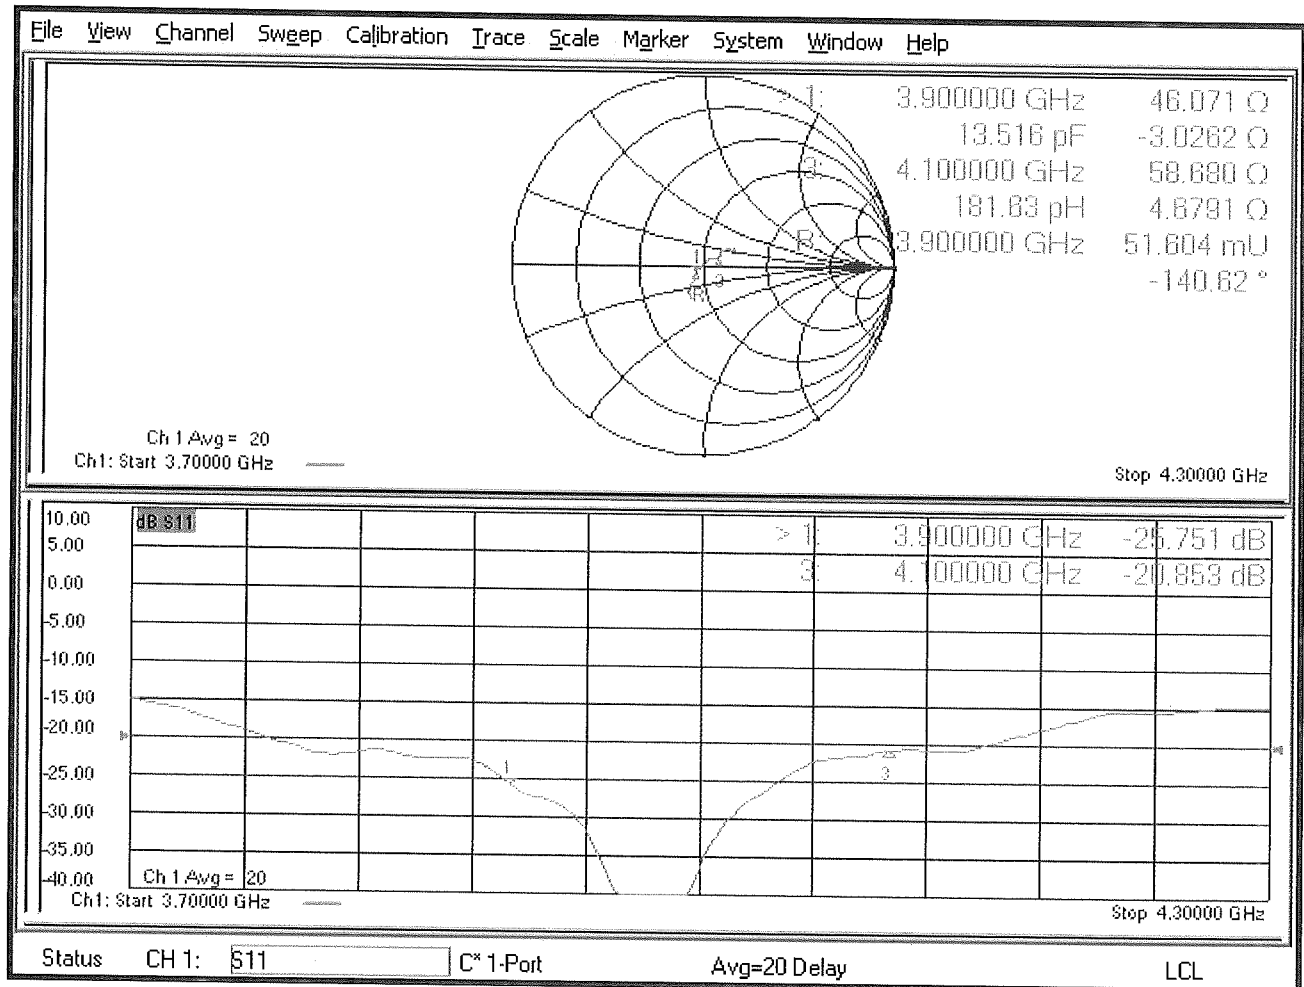 File View Channel Sweep Calibration Trace Scale Marker System Window Help
> 1: 3.900000 GHz 46.071 Ω
13.516 pF -3.0262 Ω
3: 4.100000 GHz 58.680 Ω
181.63 pH 4.6791 Ω
R: 3.900000 GHz 51.604 mU
-140.62 °
1 R
3
R
Ch 1 Avg = 20
Ch1: Start 3.70000 GHz
Stop 4.30000 GHz
10.00 dB S11
> 1: 3.900000 GHz -25.751 dB
5.00
3: 4.100000 GHz -20.853 dB
0.00
-5.00
-10.00
-15.00
-20.00
-25.00
1
3
-30.00
-35.00
-40.00
Ch 1 Avg = 20
Ch1: Start 3.70000 GHz
Stop 4.30000 GHz
Status CH 1: S11 C* 1-Port Avg=20 Delay LCL